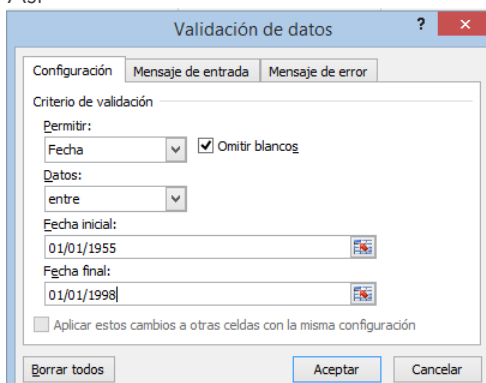 Validación de datos ?
Configuración Mensaje de entrada Mensaje de error
Criterio de validación
Permitir:
Fecha Omitir blancos
Datos:
entre
Fecha inicial:
01/01/1955
Fecha final:
01/01/1998
Aplicar estos cambios a otras celdas con la misma configuración
Borrar todos Aceptar Cancelar